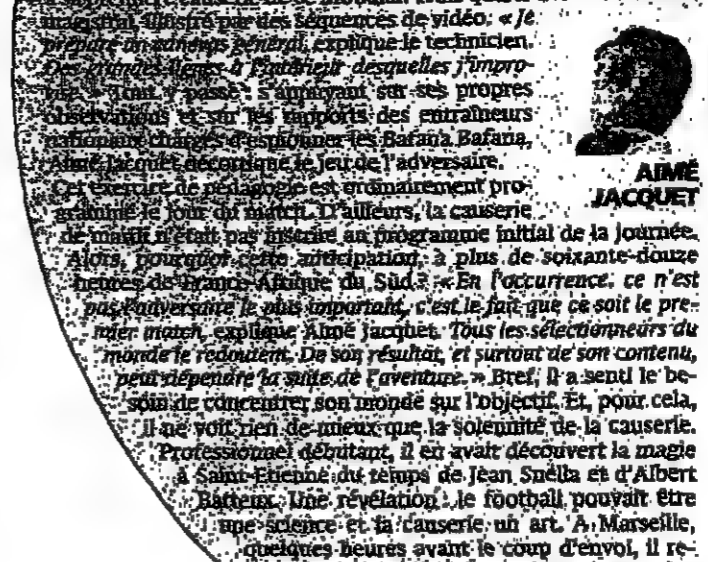 magistral, illustré par des séquences de vidéo. « Je
prépare un canevas général, explique le technicien.
Des grandes lignes à l'intérieur desquelles j'impro-
vise. » Tout y passe : s'appuyant sur ses propres
observations et sur les rapports des entraîneurs
nationaux chargés d'espionner les Bafana Bafana,
Aimé Jacquet décortique le jeu de l'adversaire.
Cet exercice de pédagogie est ordinairement pro-
grammé le jour du match. D'ailleurs, la causerie
de mardi n'était pas inscrite au programme initial de la journée.
Alors, pourquoi cette anticipation, à plus de soixante-douze
heures de France-Afrique du Sud ? « En l'occurrence, ce n'est
pas l'adversaire le plus important, c'est le fait que ce soit le pre-
mier match, explique Aimé Jacquet. Tous les sélectionneurs du
monde le redoutent. De son résultat, et surtout de son contenu,
peut dépendre la suite de l'aventure. » Bref, il a senti le be-
soin de concentrer son monde sur l'objectif. Et, pour cela,
il ne voit rien de mieux que la solennité de la causerie.
Professionnel débutant, il en avait découvert la magie
à Saint-Etienne du temps de Jean Snella et d'Albert
Batteux. Une révélation : le football pouvait être
une science et la causerie un art. A Marseille,
quelques heures avant le coup d'envoi, il re-
AIMÉ
JACQUET